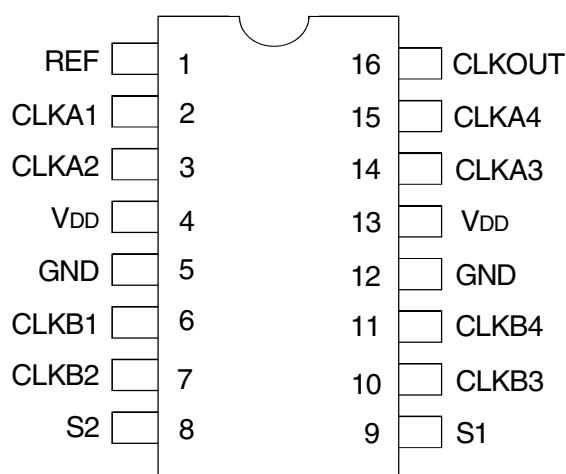 REF 1 16 CLKOUT
CLKA1 2 15 CLKA4
CLKA2 3 14 CLKA3
VDD 4 13 VDD
GND 5 12 GND
CLKB1 6 11 CLKB4
CLKB2 7 10 CLKB3
S2 8 9 S1